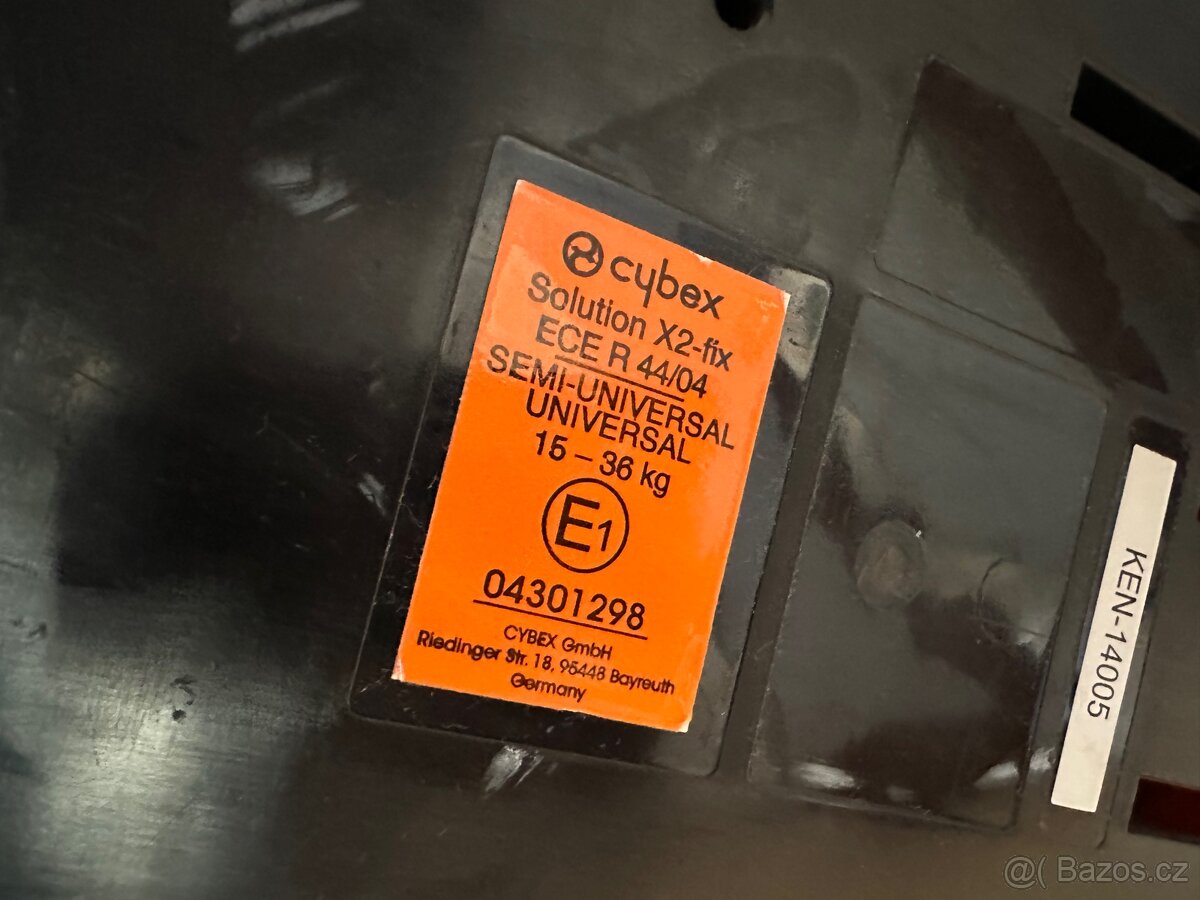 cybex
Solution X2-fix
ECE R 44/04
SEMI-UNIVERSAL
UNIVERSAL
15 – 36 kg
E1
04301298
CYBEX GmbH
Riedinger Str. 18, 95448 Bayreuth
Germany
KEN-14005
@( Bazos.cz